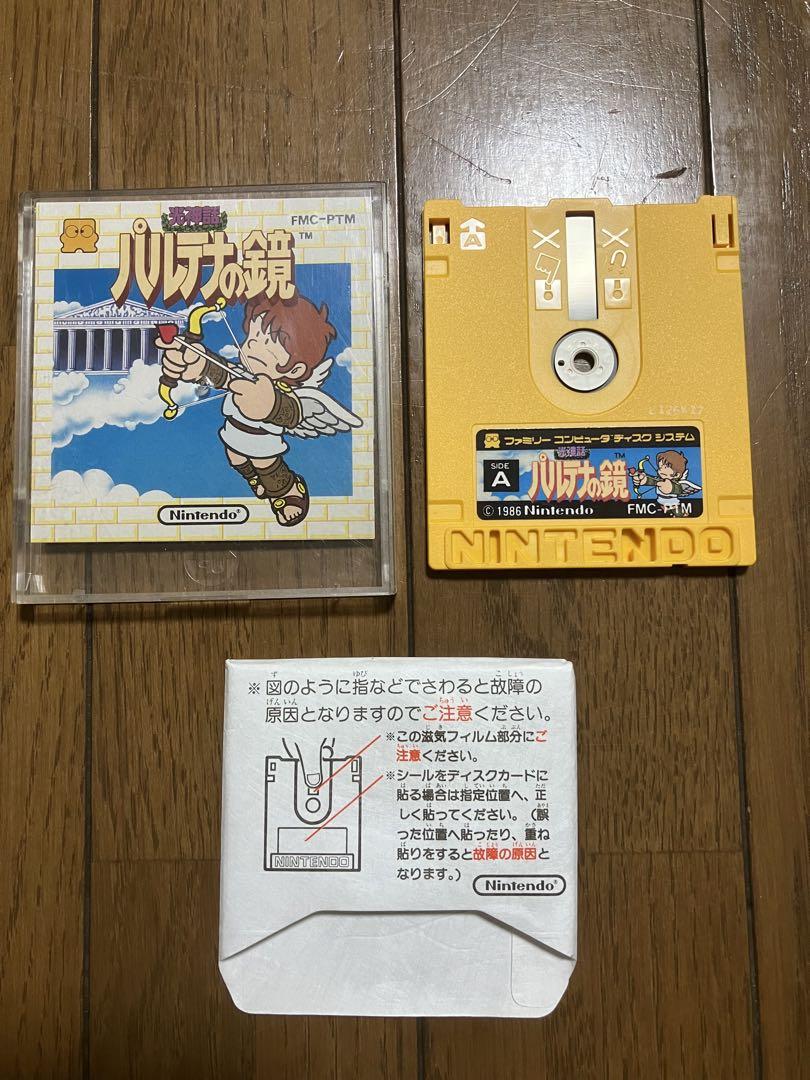 光神話
FMC-PTM
パルテナの鏡™
Nintendo®
A
ファミリー コンピュータ ディスク システム
光神話
SIDE
A
パルテナの鏡™
© 1986 Nintendo FMC-PTM
NINTENDO
※図のように指などでさわると故障の
原因となりますのでご注意ください。
※この滋気フィルム部分にご
注意ください。
※シールをディスクカードに
貼る場合は指定位置へ、正
しく貼ってください。(誤
った位置へ貼ったり、重ね
貼りをすると故障の原因と
なります。)
NINTENDO
Nintendo®